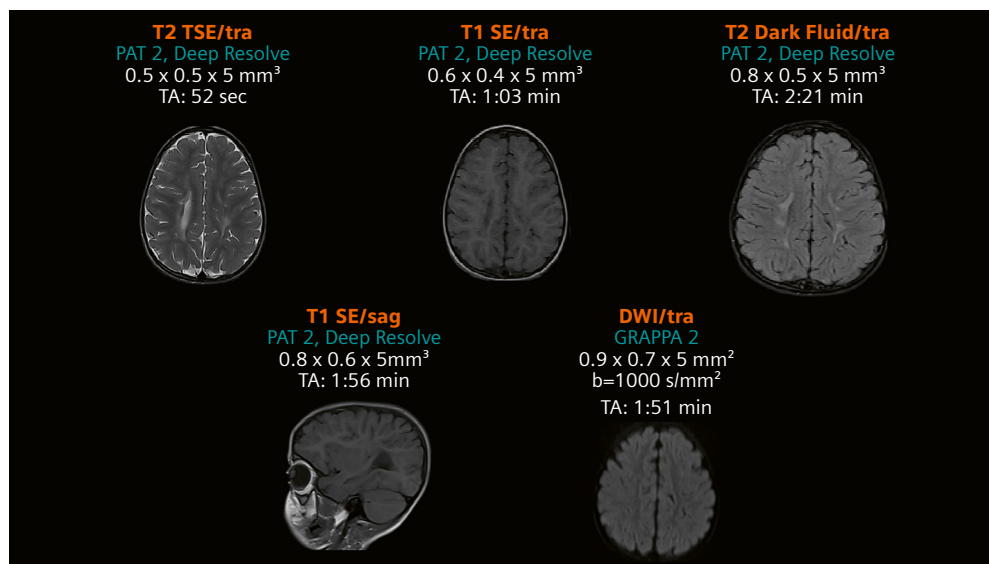 T2 TSE/tra
PAT 2, Deep Resolve
0.5 x 0.5 x 5 mm³
TA: 52 sec
T1 SE/tra
PAT 2, Deep Resolve
0.6 x 0.4 x 5 mm³
TA: 1:03 min
T2 Dark Fluid/tra
PAT 2, Deep Resolve
0.8 x 0.5 x 5 mm³
TA: 2:21 min
T1 SE/sag
PAT 2, Deep Resolve
0.8 x 0.6 x 5mm³
TA: 1:56 min
DWI/tra
GRAPPA 2
0.9 x 0.7 x 5 mm²
b=1000 s/mm²
TA: 1:51 min